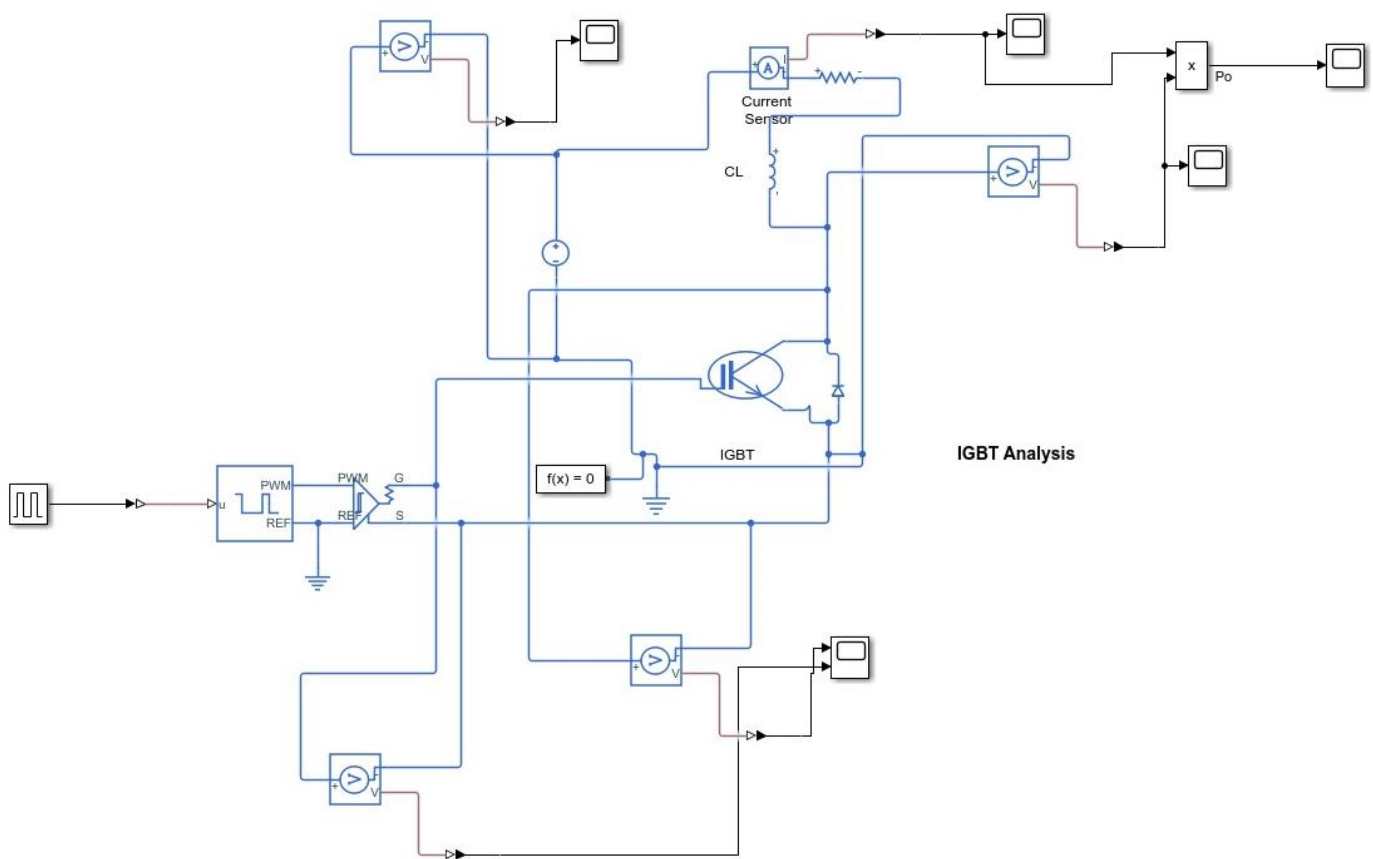 V
A
I
Current
Sensor
x
Po
CL
V
V
V
IGBT
IGBT Analysis
f(x) = 0
PWM
REF
u
PWM
REF
G
S
V
V
V
V